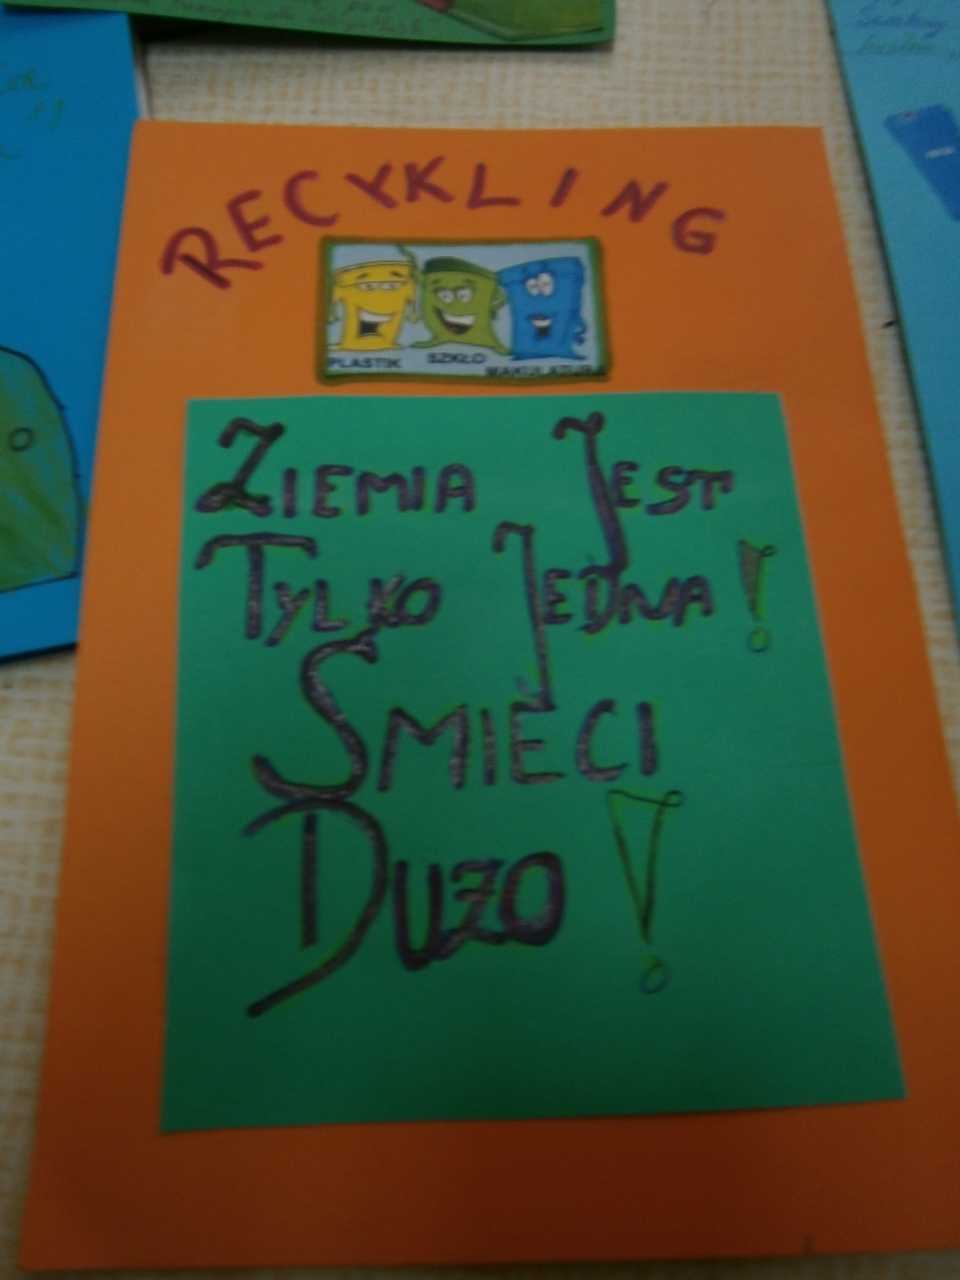 RECYKLING
PLASTIK SZKŁO MAKULATURA
ZIEMIA JEST
TYLKO JEDNA!
ŚMIECI
DUŻO!